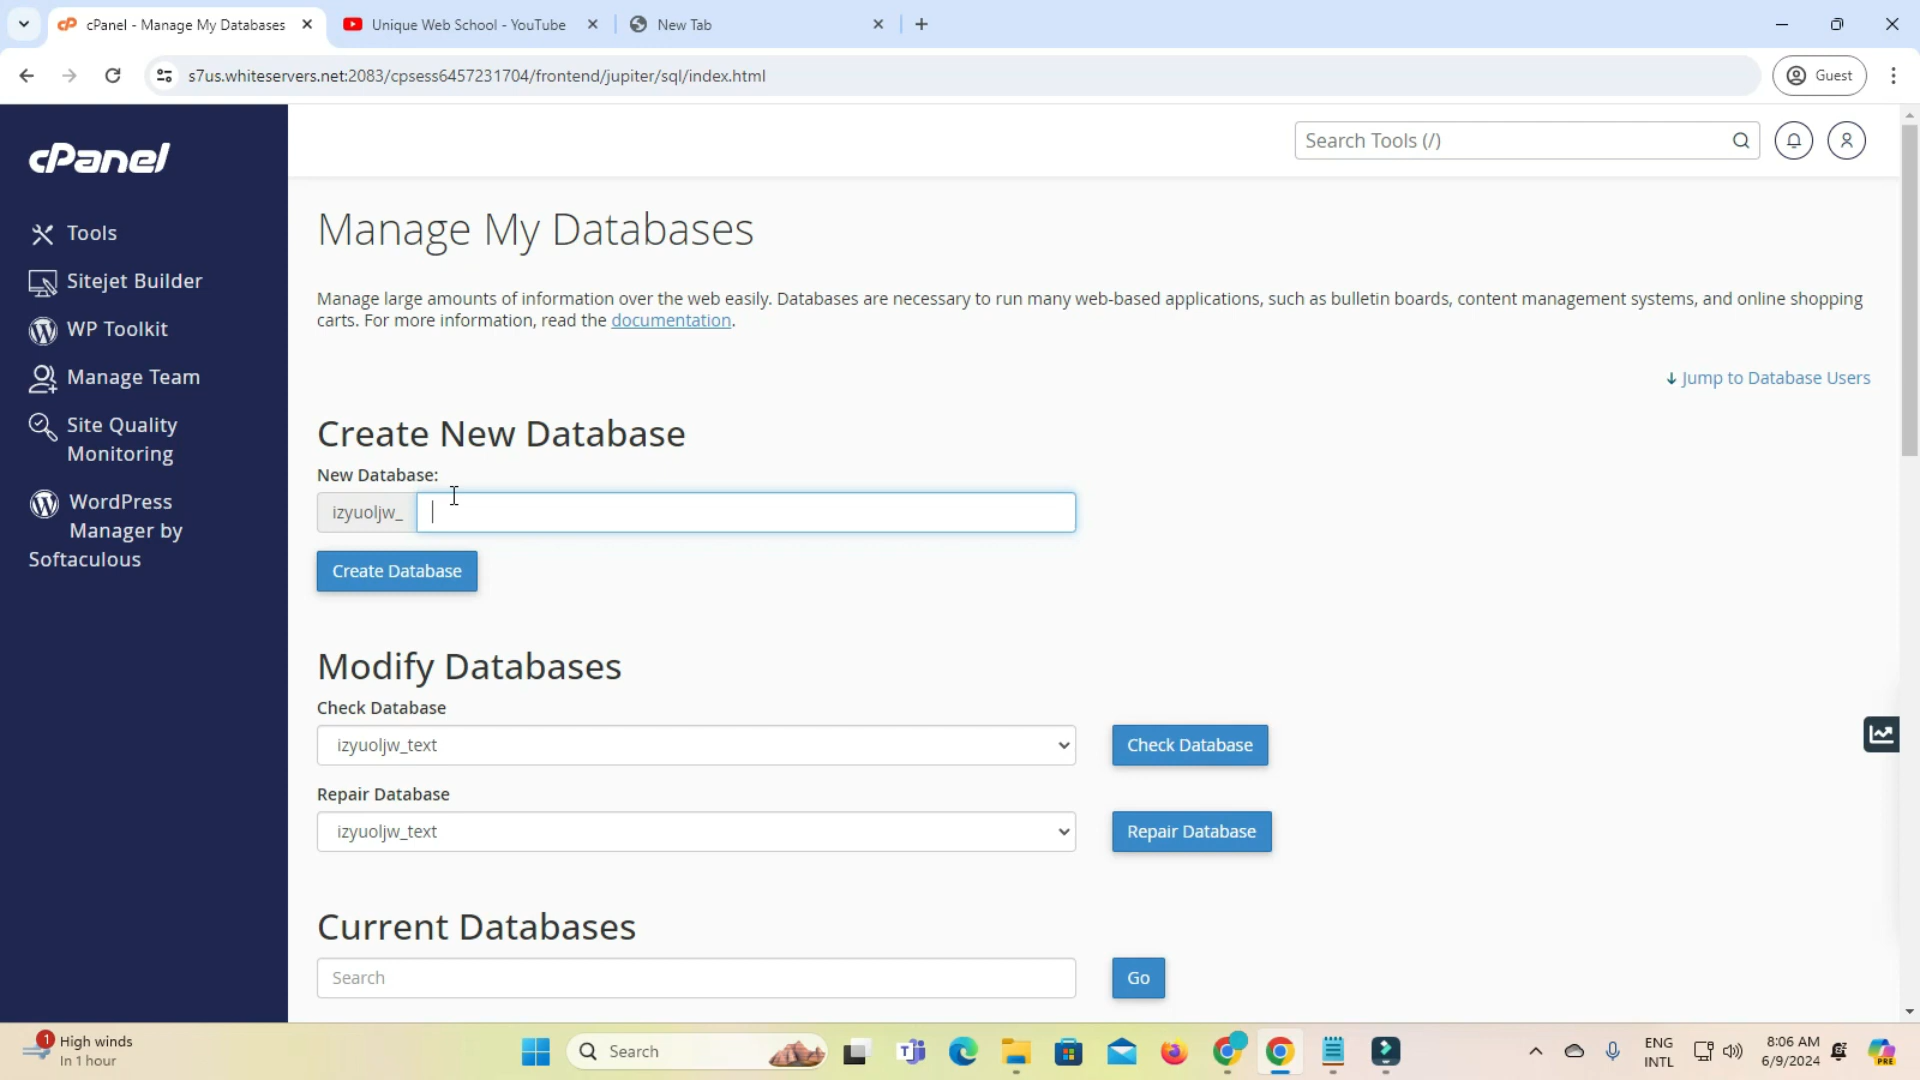 cPanel - Manage My Databases
Unique Web School - YouTube
New Tab
s7us.whiteservers.net:2083/cpsess6457231704/frontend/jupiter/sql/index.html
Guest
cPanel
Search Tools (/)
Tools
Sitejet Builder
WP Toolkit
Manage Team
Site Quality
Monitoring
WordPress
Manager by
Softaculous
Manage My Databases
Manage large amounts of information over the web easily. Databases are necessary to run many web-based applications, such as bulletin boards, content management systems, and online shopping
carts. For more information, read the documentation.
Jump to Database Users
Create New Database
New Database:
izyuoljw_
Create Database
Modify Databases
Check Database
izyuoljw_text
Check Database
Repair Database
izyuoljw_text
Repair Database
Current Databases
Search
Go
1
High winds
In 1 hour
Search
ENG
INTL
8:06 AM
6/9/2024
PRE